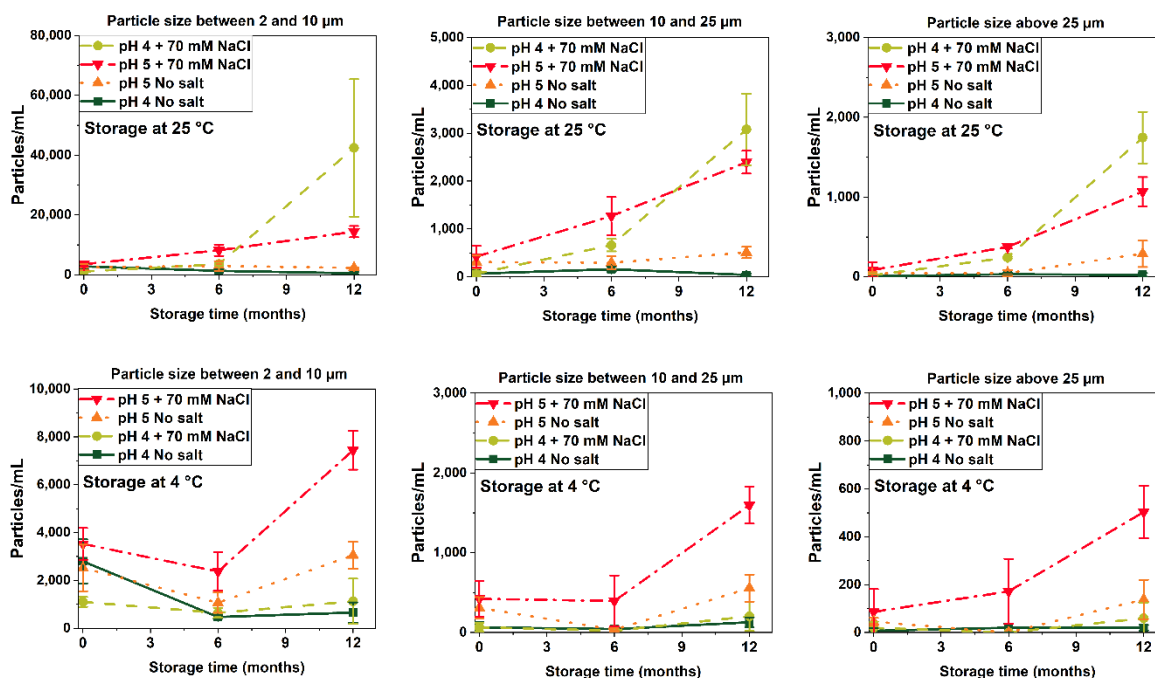 Particle size between 2 and 10 µm
80,000
60,000
40,000
20,000
0
pH 4 + 70 mM NaCl
pH 5 + 70 mM NaCl
pH 5 No salt
pH 4 No salt
Storage at 25 °C
Particles/mL
0 3 6 9 12
Storage time (months)
Particle size between 10 and 25 µm
5,000
4,000
3,000
2,000
1,000
0
pH 4 + 70 mM NaCl
pH 5 + 70 mM NaCl
pH 5 No salt
pH 4 No salt
Storage at 25 °C
Particles/mL
0 3 6 9 12
Storage time (months)
Particle size above 25 µm
3,000
2,000
1,000
0
pH 4 + 70 mM NaCl
pH 5 + 70 mM NaCl
pH 5 No salt
pH 4 No salt
Storage at 25 °C
Particles/mL
0 3 6 9 12
Storage time (months)
Particle size between 2 and 10 µm
10,000
8,000
6,000
4,000
2,000
0
pH 5 + 70 mM NaCl
pH 5 No salt
pH 4 + 70 mM NaCl
pH 4 No salt
Storage at 4 °C
Particles/mL
0 3 6 9 12
Storage time (months)
Particle size between 10 and 25 µm
3,000
2,000
1,000
0
pH 5 + 70 mM NaCl
pH 5 No salt
pH 4 + 70 mM NaCl
pH 4 No salt
Storage at 4 °C
Particles/mL
0 3 6 9 12
Storage time (months)
Particle size above 25 µm
1,000
800
600
400
200
0
pH 5 + 70 mM NaCl
pH 5 No salt
pH 4 + 70 mM NaCl
pH 4 No salt
Storage at 4 °C
Particles/mL
0 3 6 9 12
Storage time (months)